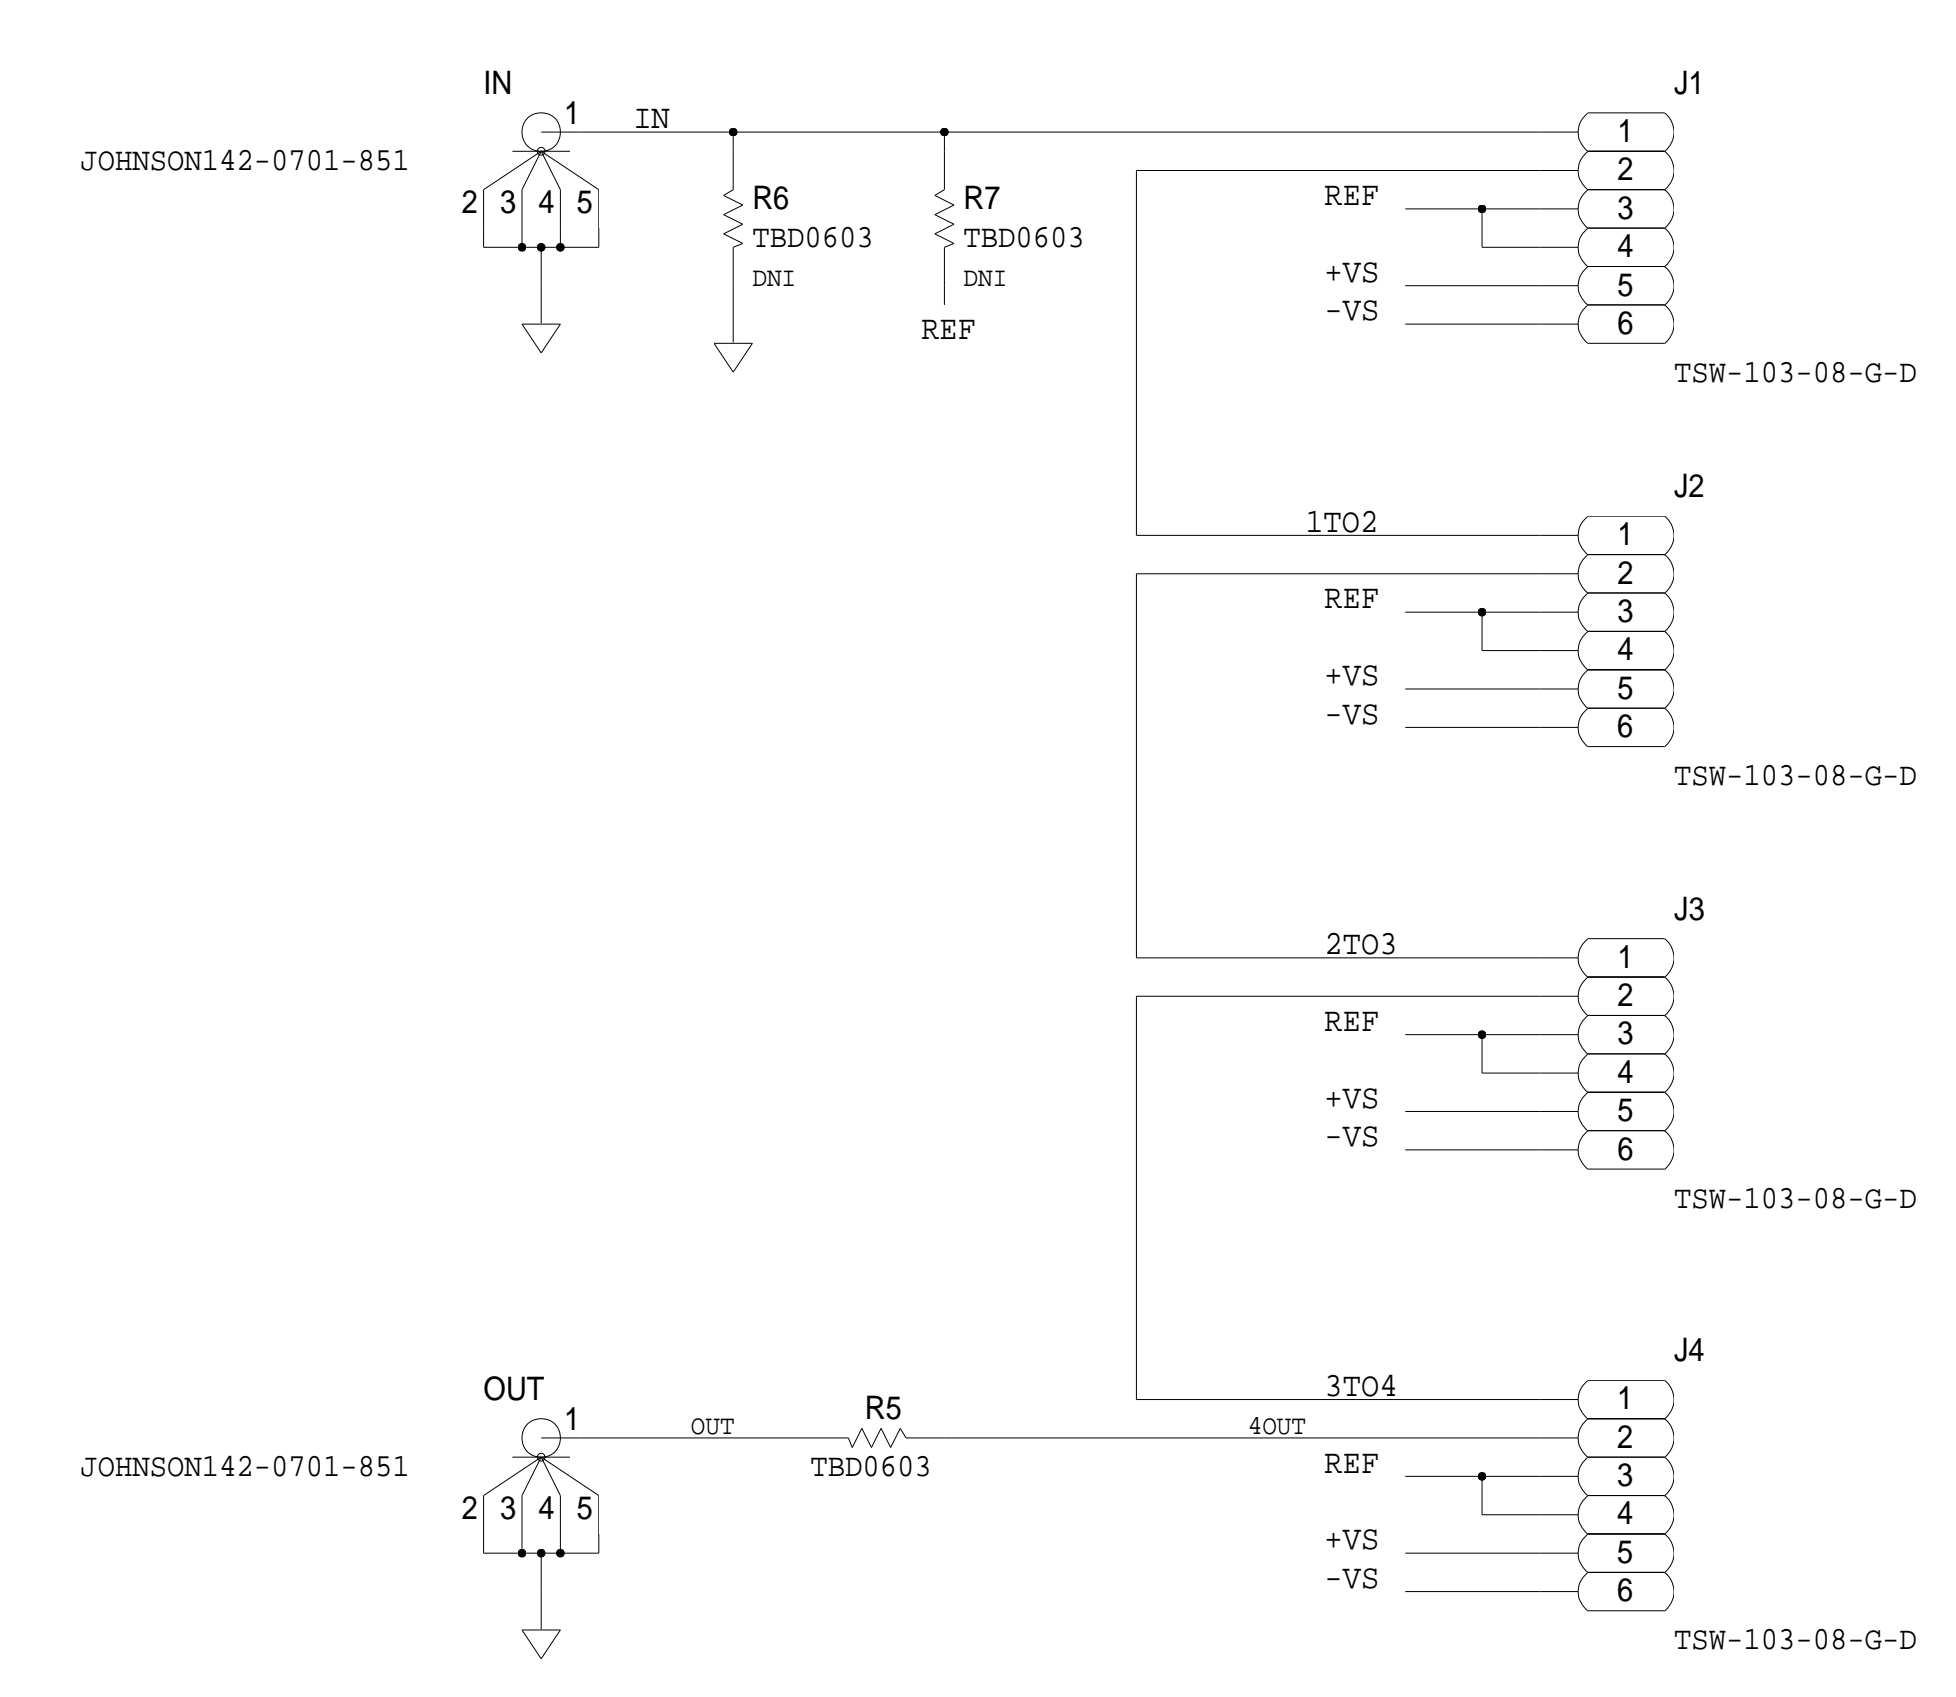 IN
J1
1
IN
1
JOHNSON142-0701-851
2
2 3 4 5
R6
R7
REF
3
TBD0603
TBD0603
4
DNI
DNI
+VS
5
-VS
6
REF
TSW-103-08-G-D
J2
1TO2
1
2
REF
3
4
+VS
5
-VS
6
TSW-103-08-G-D
J3
2TO3
1
2
REF
3
4
+VS
5
-VS
6
TSW-103-08-G-D
J4
OUT
3TO4
1
1
OUT
R5
4OUT
2
JOHNSON142-0701-851
TBD0603
REF
3
2 3 4 5
4
+VS
5
-VS
6
TSW-103-08-G-D